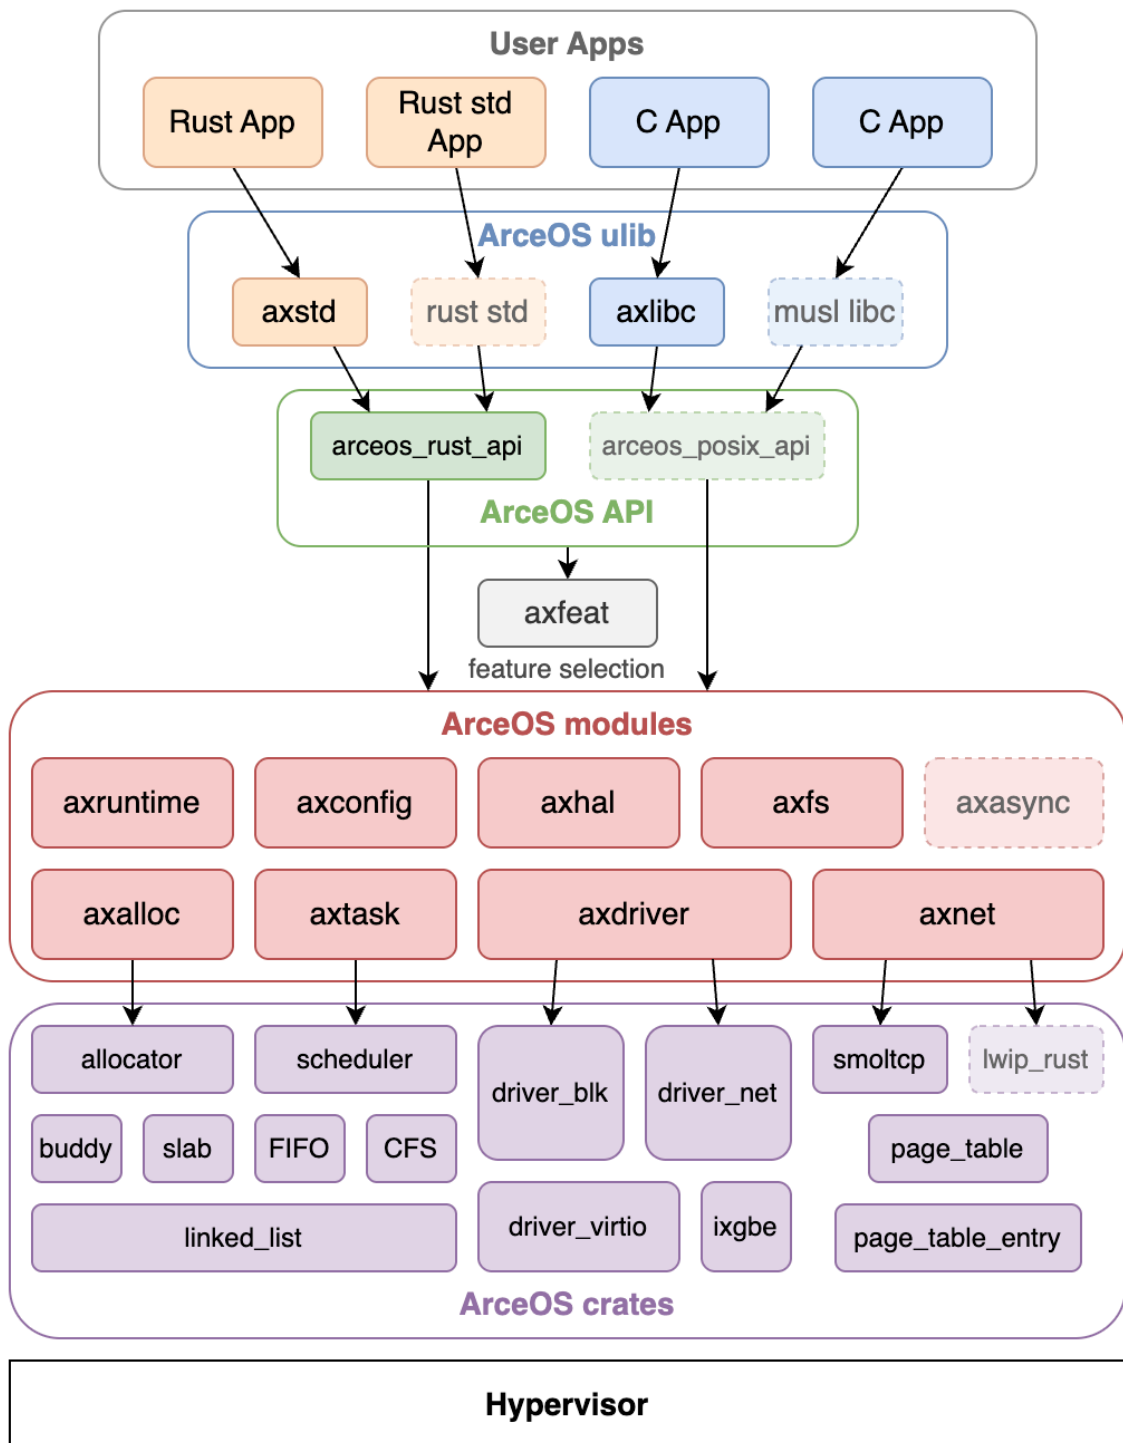 User Apps
Rust App
Rust std
App
C App
C App
ArceOS ulib
axstd
rust std
axlibc
musl libc
arceos_rust_api
arceos_posix_api
ArceOS API
axfeat
feature selection
ArceOS modules
axruntime
axconfig
axhal
axfs
axasync
axalloc
axtask
axdriver
axnet
allocator
scheduler
driver_blk
driver_net
smoltcp
lwip_rust
buddy
slab
FIFO
CFS
page_table
linked_list
driver_virtio
ixgbe
page_table_entry
ArceOS crates
Hypervisor